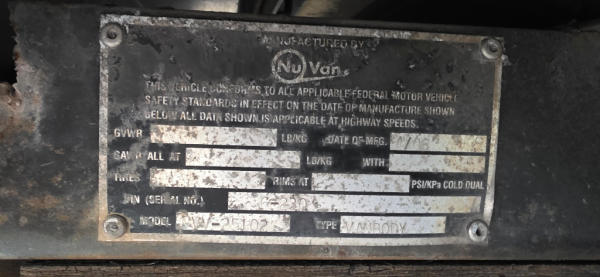 MANUFACTURED BY
Nu Van
THIS VEHICLE CONFORMS TO ALL APPLICABLE FEDERAL MOTOR VEHICLE
SAFETY STANDARDS IN EFFECT ON THE DATE OF MANUFACTURE SHOWN
BELOW. ALL DATA SHOWN IS APPLICABLE AT HIGHWAY SPEEDS.
GVWR LB/KG DATE OF MFG.
GAWR ALL AT LB/KG WITH
TIRES RIMS AT PSI/KPa COLD DUAL
VIN (SERIAL NO.)
MODEL TYPE VANBODY